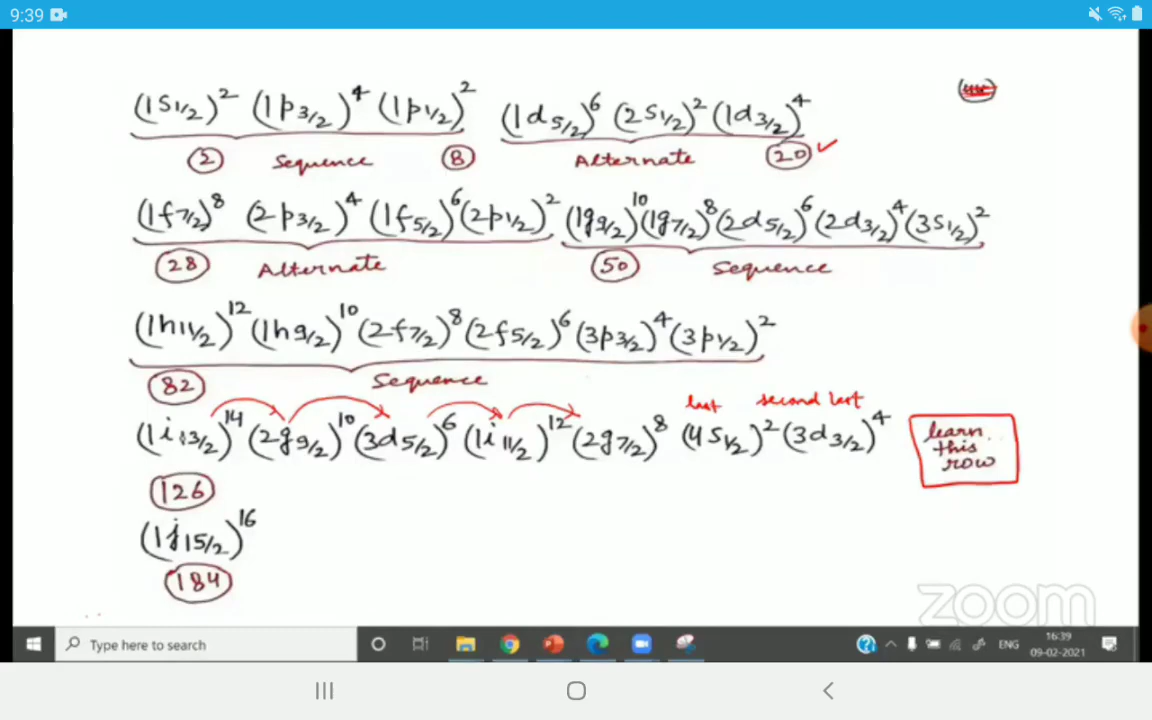 9:39
(1s1/2)² (1p3/2)⁴ (1p1/2)² (1d5/2)⁶ (2s1/2)² (1d3/2)⁴
2 Sequence 8 Alternate 20 ✓
(1f7/2)⁸ (2p3/2)⁴ (1f5/2)⁶ (2p1/2)² (1g9/2)¹⁰ (1g7/2)⁸ (2d5/2)⁶ (2d3/2)⁴ (3s1/2)²
28 Alternate 50 Sequence
(1h11/2)¹² (1h9/2)¹⁰ (2f7/2)⁸ (2f5/2)⁶ (3p3/2)⁴ (3p1/2)²
82 Sequence
last second last
(1i13/2)¹⁴ (2g9/2)¹⁰ (3d5/2)⁶ (1i11/2)¹² (2g7/2)⁸ (4s1/2)² (3d3/2)⁴
learn
this
row
126
(1j15/2)¹⁶
184
zoom
Type here to search
ENG
16:39
09-02-2021